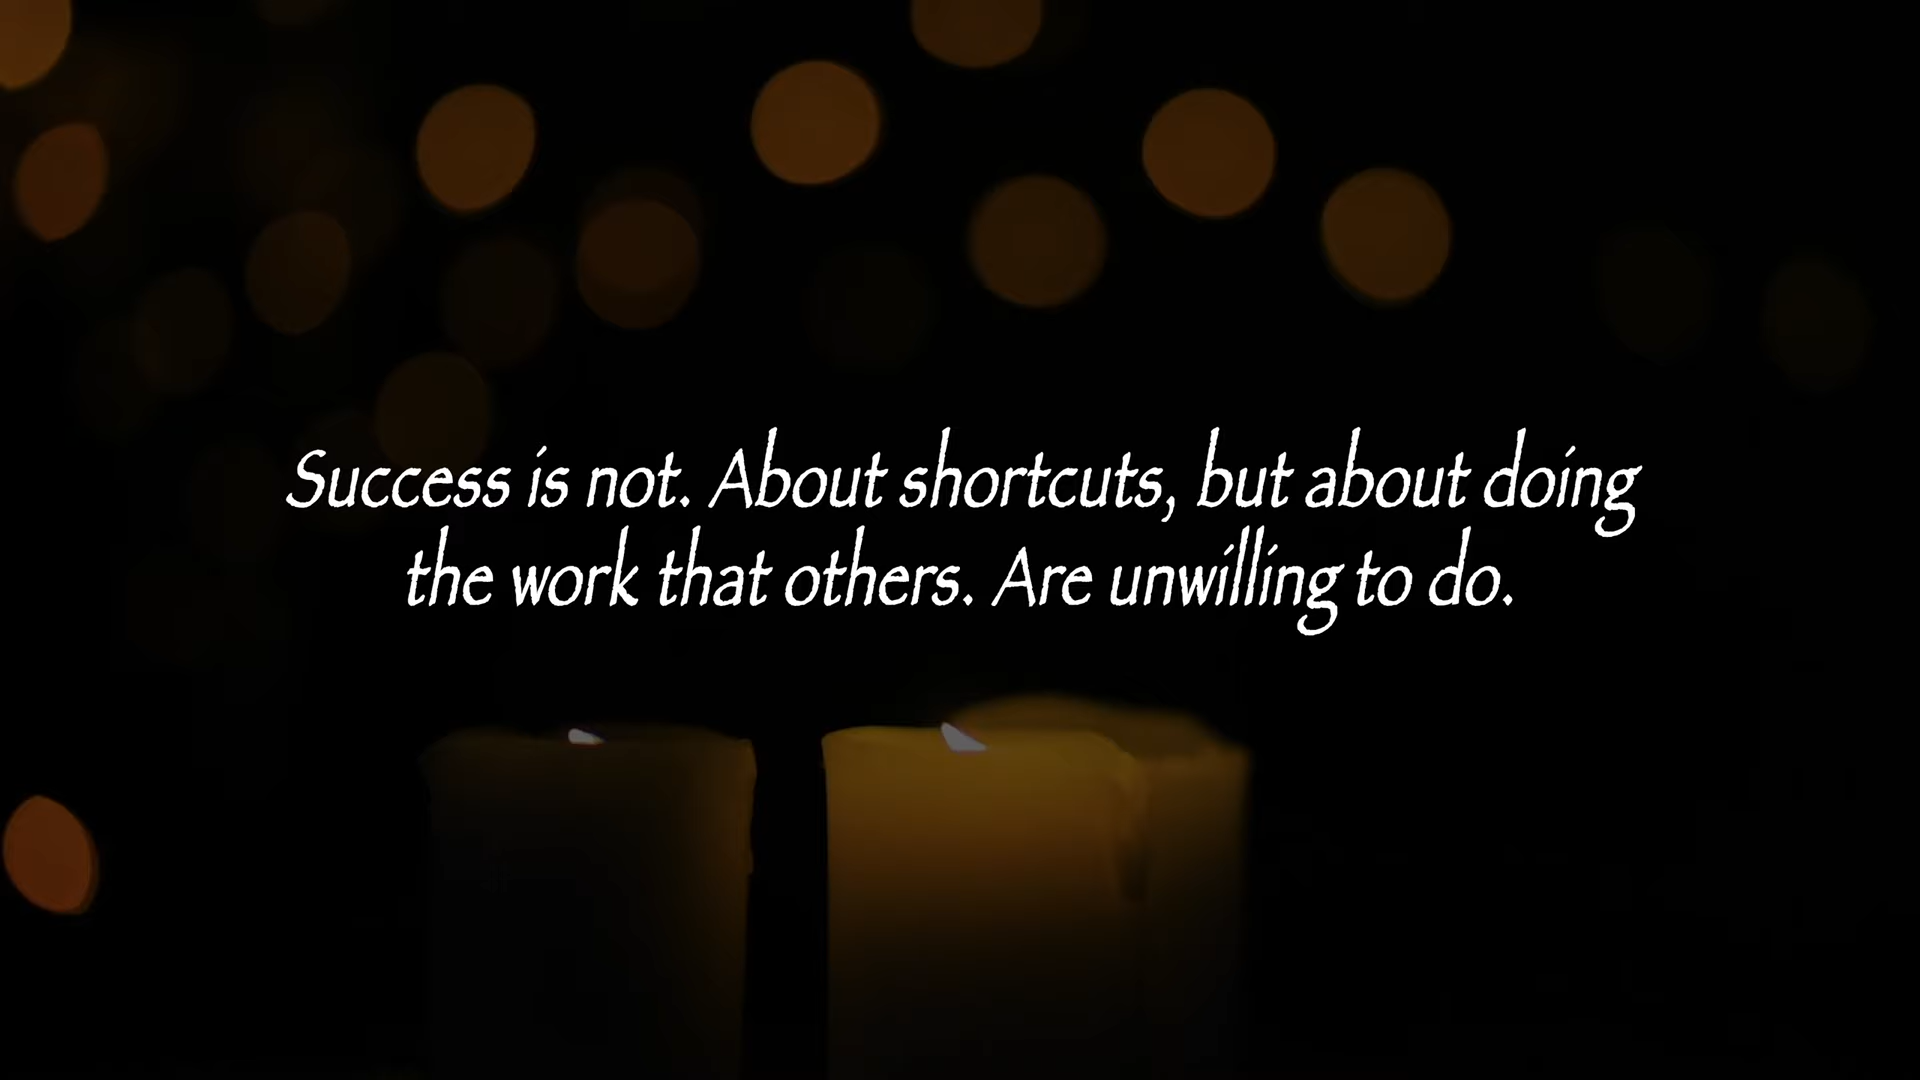 Success is not. About shortcuts, but about doing
the work that others. Are unwilling to do.